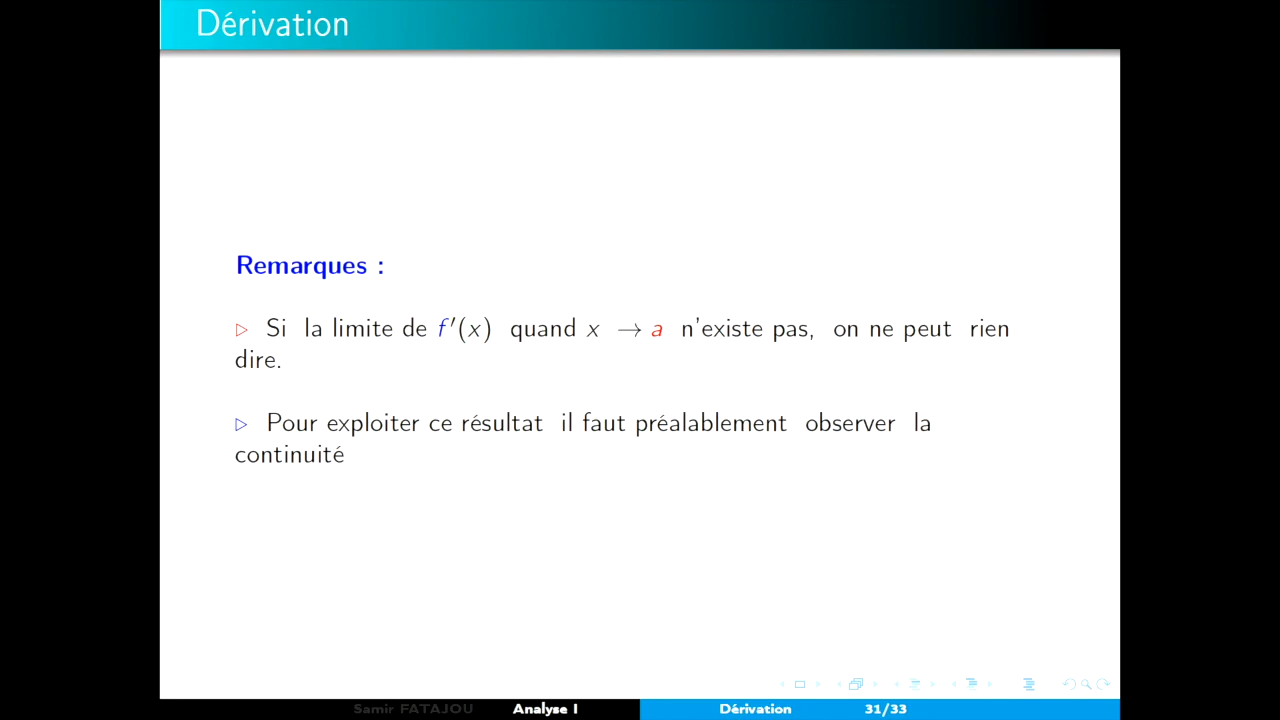 Dérivation
Remarques :
▷ Si la limite de f′(x) quand x → a n'existe pas, on ne peut rien
dire.
▷ Pour exploiter ce résultat il faut préalablement observer la
continuité
Samir FATAJOU Analyse I Dérivation 31/33